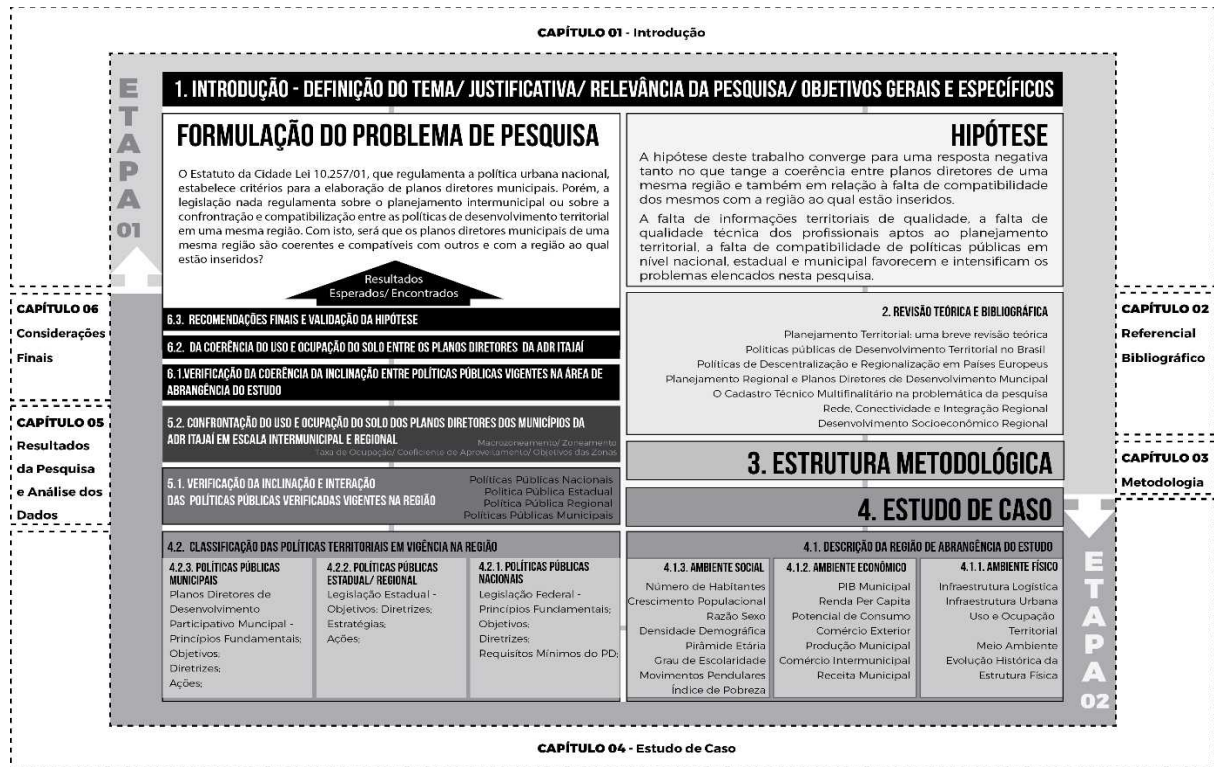 CAPÍTULO 01 - Introdução
ETAPA 01
1. INTRODUÇÃO - DEFINIÇÃO DO TEMA/ JUSTIFICATIVA/ RELEVÂNCIA DA PESQUISA/ OBJETIVOS GERAIS E ESPECÍFICOS
FORMULAÇÃO DO PROBLEMA DE PESQUISA
O Estatuto da Cidade Lei 10.257/01, que regulamenta a política urbana nacional,
estabelece critérios para a elaboração de planos diretores municipais. Porém, a
legislação nada regulamenta sobre o planejamento intermunicipal ou sobre a
confrontação e compatibilização entre as políticas de desenvolvimento territorial
em uma mesma região. Com isto, será que os planos diretores municipais de uma
mesma região são coerentes e compatíveis com outros e com a região ao qual
estão inseridos?
Resultados
Esperados/ Encontrados
HIPÓTESE
A hipótese deste trabalho converge para uma resposta negativa
tanto no que tange a coerência entre planos diretores de uma
mesma região e também em relação à falta de compatibilidade
dos mesmos com a região ao qual estão inseridos.
A falta de informações territoriais de qualidade, a falta de
qualidade técnica dos profissionais aptos ao planejamento
territorial, a falta de compatibilidade de políticas públicas em
nível nacional, estadual e municipal favorecem e intensificam os
problemas elencados nesta pesquisa.
CAPÍTULO 06
Considerações
Finais
6.3. RECOMENDAÇÕES FINAIS E VALIDAÇÃO DA HIPÓTESE
6.2. DA COERÊNCIA DO USO E OCUPAÇÃO DO SOLO ENTRE OS PLANOS DIRETORES DA ADR ITAJAÍ
6.1.VERIFICAÇÃO DA COERÊNCIA DA INCLINAÇÃO ENTRE POLÍTICAS PÚBLICAS VIGENTES NA ÁREA DE
ABRANGÊNCIA DO ESTUDO
2. REVISÃO TEÓRICA E BIBLIOGRÁFICA
Planejamento Territorial: uma breve revisão teórica
Politicas públicas de Desenvolvimento Territorial no Brasil
Políticas de Descentralização e Regionalização em Países Europeus
Planejamento Regional e Planos Diretores de Desenvolvimento Muncipal
O Cadastro Técnico Multifinalitário na problemática da pesquisa
Rede, Conectividade e Integração Regional
Desenvolvimento Socioeconômico Regional
CAPÍTULO 02
Referencial
Bibliográfico
CAPÍTULO 05
Resultados
da Pesquisa
e Análise dos
Dados
5.2. CONFRONTAÇÃO DO USO E OCUPAÇÃO DO SOLO DOS PLANOS DIRETORES DOS MUNICÍPIOS DA
ADR ITAJAÍ EM ESCALA INTERMUNICIPAL E REGIONAL
Macrozoneamento/ Zoneamento
Taxa de Ocupação/ Coeficiente de Aproveitamento/ Objetivos das Zonas
5.1. VERIFICAÇÃO DA INCLINAÇÃO E INTERAÇÃO
DAS POLÍTICAS PÚBLICAS VERIFICADAS VIGENTES NA REGIÃO
Políticas Públicas Nacionais
Politica Pública Estadual
Política Pública Regional
Políticas Públicas Municipais
3. ESTRUTURA METODOLÓGICA
CAPÍTULO 03
Metodologia
4. ESTUDO DE CASO
ETAPA 02
4.2. CLASSIFICAÇÃO DAS POLÍTICAS TERRITORIAIS EM VIGÊNCIA NA REGIÃO
4.2.3. POLÍTICAS PÚBLICAS
MUNICIPAIS
Planos Diretores de
Desenvolvimento
Participativo Muncipal -
Princípios Fundamentais;
Objetivos;
Diretrizes;
Ações;
4.2.2. POLÍTICAS PÚBLICAS
ESTADUAL/ REGIONAL
Legislação Estadual -
Objetivos; Diretrizes;
Estratégias;
Ações;
4.2.1. POLÍTICAS PÚBLICAS
NACIONAIS
Legislação Federal -
Princípios Fundamentais;
Objetivos;
Diretrizes;
Requisitos Mínimos do PD;
4.1. DESCRIÇÃO DA REGIÃO DE ABRANGÊNCIA DO ESTUDO
4.1.3. AMBIENTE SOCIAL
Número de Habitantes
Crescimento Populacional
Razão Sexo
Densidade Demográfica
Pirâmide Etária
Grau de Escolaridade
Movimentos Pendulares
Índice de Pobreza
4.1.2. AMBIENTE ECONÔMICO
PIB Municipal
Renda Per Capita
Potencial de Consumo
Comércio Exterior
Produção Municipal
Comércio Intermunicipal
Receita Municipal
4.1.1. AMBIENTE FÍSICO
Infraestrutura Logística
Infraestrutura Urbana
Uso e Ocupação
Territorial
Meio Ambiente
Evolução Histórica da
Estrutura Física
CAPÍTULO 04 - Estudo de Caso